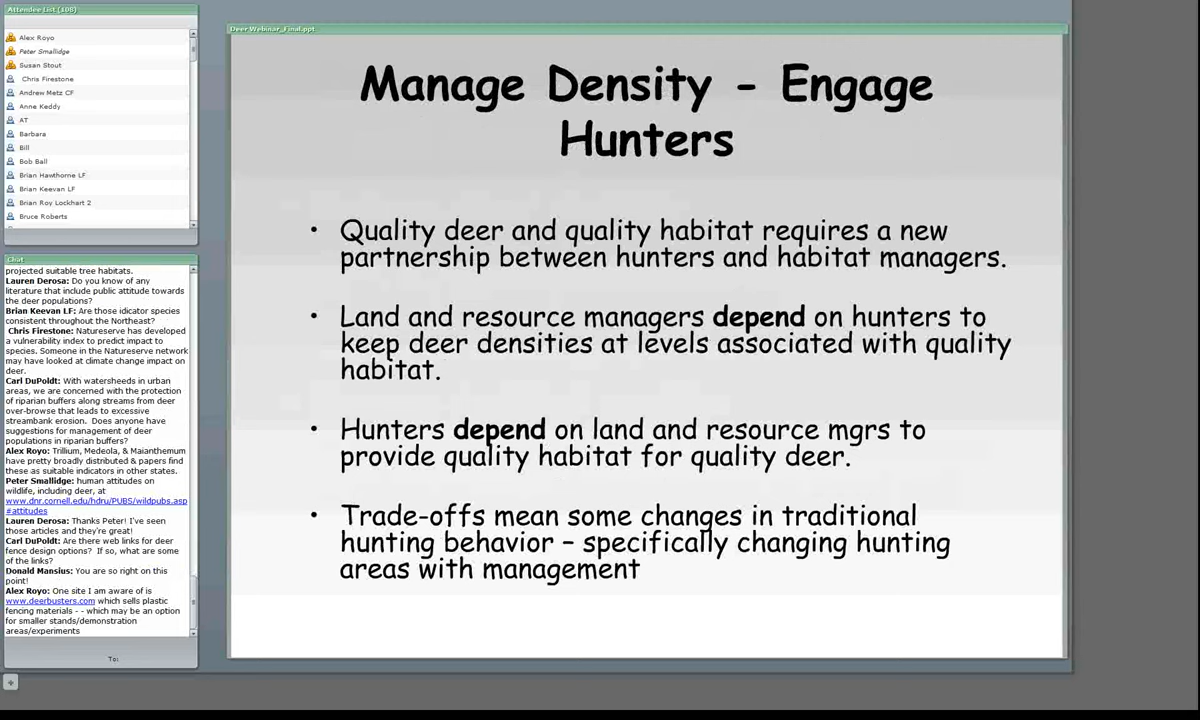 Attendee List (108)
Alex Royo
Peter Smallidge
Susan Stout
Chris Firestone
Andrew Metz CF
Anne Keddy
AT
Barbara
Bill
Bob Ball
Brian Hawthorne LF
Brian Keevan LF
Brian Roy Lockhart 2
Bruce Roberts
Chat
projected suitable tree habitats.
Lauren Derosa: Do you know of any
literature that include public attitude towards
the deer populations?
Brian Keevan LF: Are those idicator species
consistent throughout the Northeast?
Chris Firestone: Natureserve has developed
a vulnerability index to predict impact to
species. Someone in the Natureserve network
may have looked at climate change impact on
deer.
Carl DuPoldt: With watersheeds in urban
areas, we are concerned with the protection
of riparian buffers along streams from deer
over-browse that leads to excessive
streambank erosion. Does anyone have
suggestions for management of deer
populations in riparian buffers?
Alex Royo: Trillium, Medeola, & Maianthemum
have pretty broadly distributed & papers find
these as suitable indicators in other states.
Peter Smallidge: human attitudes on
wildlife, including deer, at
www.dnr.cornell.edu/hdru/PUBS/wildpubs.asp
#attitudes
Lauren Derosa: Thanks Peter! I've seen
those articles and they're great!
Carl DuPoldt: Are there web links for deer
fence design options? If so, what are some
of the links?
Donald Mansius: You are so right on this
point!
Alex Royo: One site I am aware of is
www.deerbusters.com which sells plastic
fencing materials - - which may be an option
for smaller stands/demonstration
areas/experiments
To:
Deer Webinar_Final.ppt
Manage Density - Engage
Hunters
• Quality deer and quality habitat requires a new
partnership between hunters and habitat managers.
• Land and resource managers depend on hunters to
keep deer densities at levels associated with quality
habitat.
• Hunters depend on land and resource mgrs to
provide quality habitat for quality deer.
• Trade-offs mean some changes in traditional
hunting behavior – specifically changing hunting
areas with management